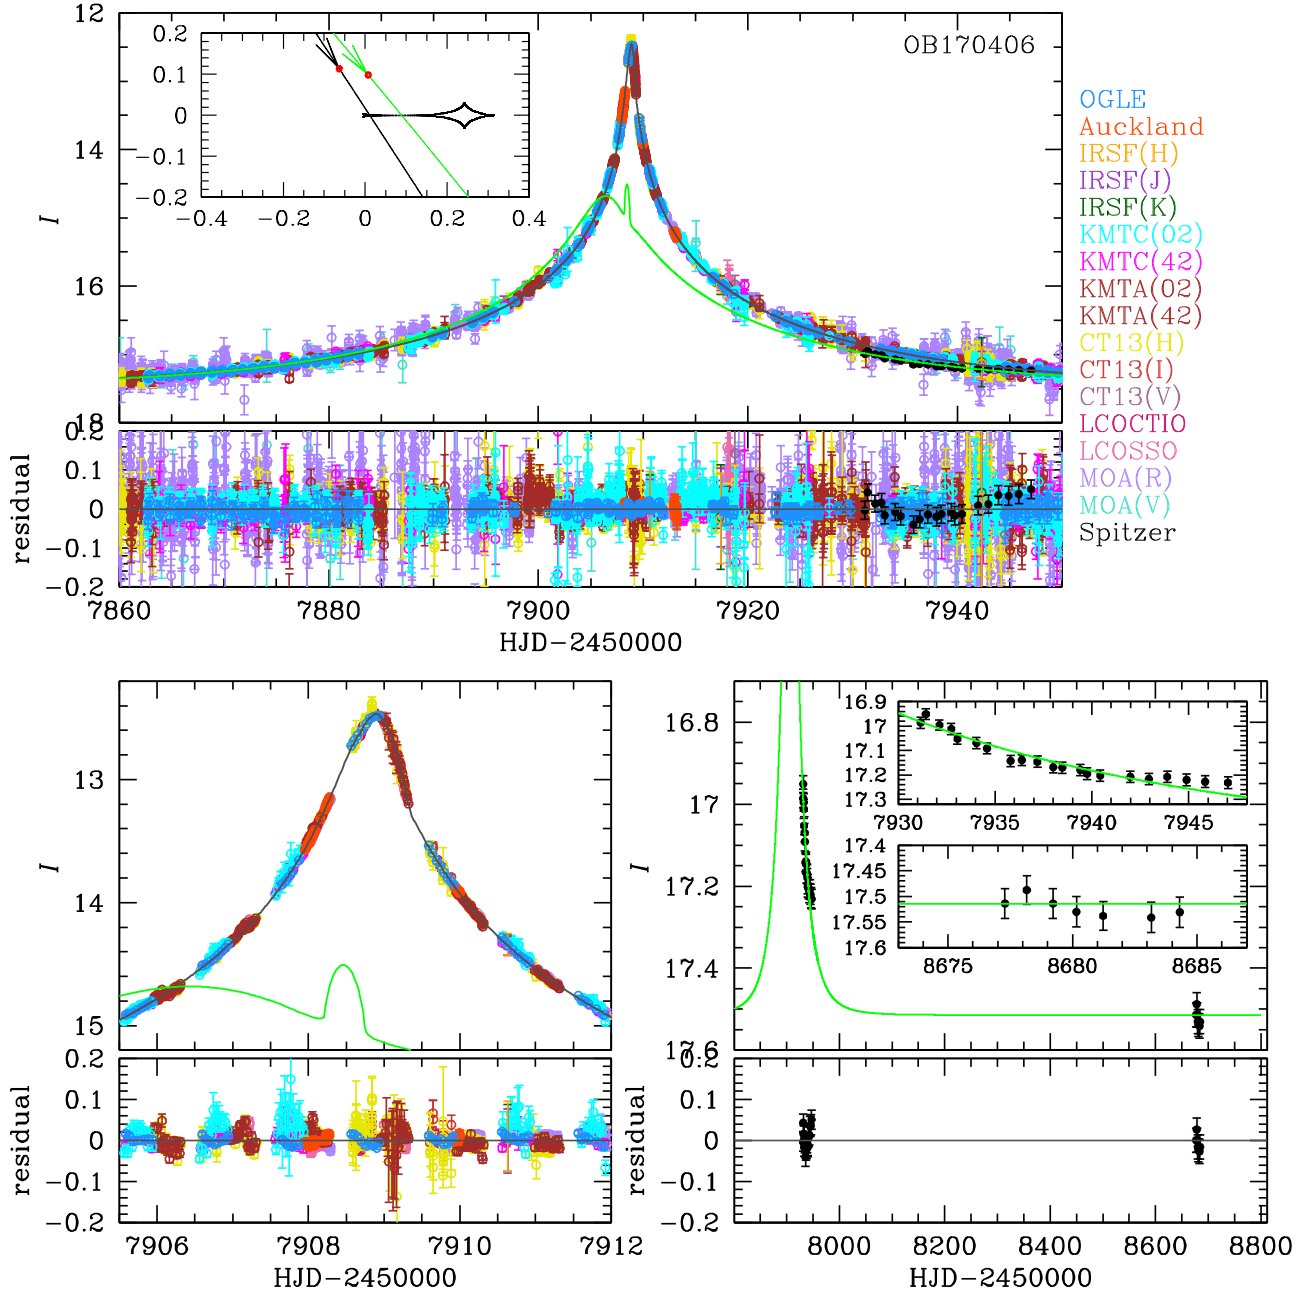 12
14
16
18
I
OB170406
0.2
0.1
0
−0.1
−0.2
−0.4 −0.2 0 0.2 0.4
OGLE
Auckland
IRSF(H)
IRSF(J)
IRSF(K)
KMTC(02)
KMTC(42)
KMTA(02)
KMTA(42)
CT13(H)
CT13(I)
CT13(V)
LCOCTIO
LCOSSO
MOA(R)
MOA(V)
Spitzer
0.2
0.1
0
−0.1
−0.2
residual
7860 7880 7900 7920 7940
HJD−2450000
13
14
15
I
0.2
0.1
0
−0.1
−0.2
residual
7906 7908 7910 7912
HJD−2450000
16.8
17
17.2
17.4
17.6
I
16.9
17
17.1
17.2
17.3
7930 7935 7940 7945
17.4
17.45
17.5
17.55
17.6
8675 8680 8685
0.2
0.1
0
−0.1
−0.2
residual
8000 8200 8400 8600 8800
HJD−2450000